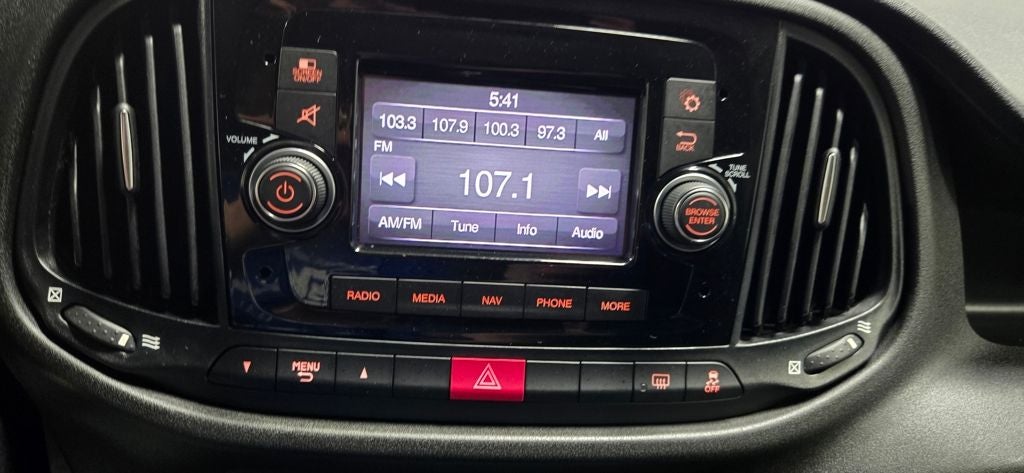 SCREEN
ON/OFF
5:41
103.3 107.9 100.3 97.3 All
FM
VOLUME
BACK
TUNE
SCROLL
107.1
BROWSE
ENTER
AM/FM Tune Info Audio
RADIO MEDIA NAV PHONE MORE
MENU
OFF